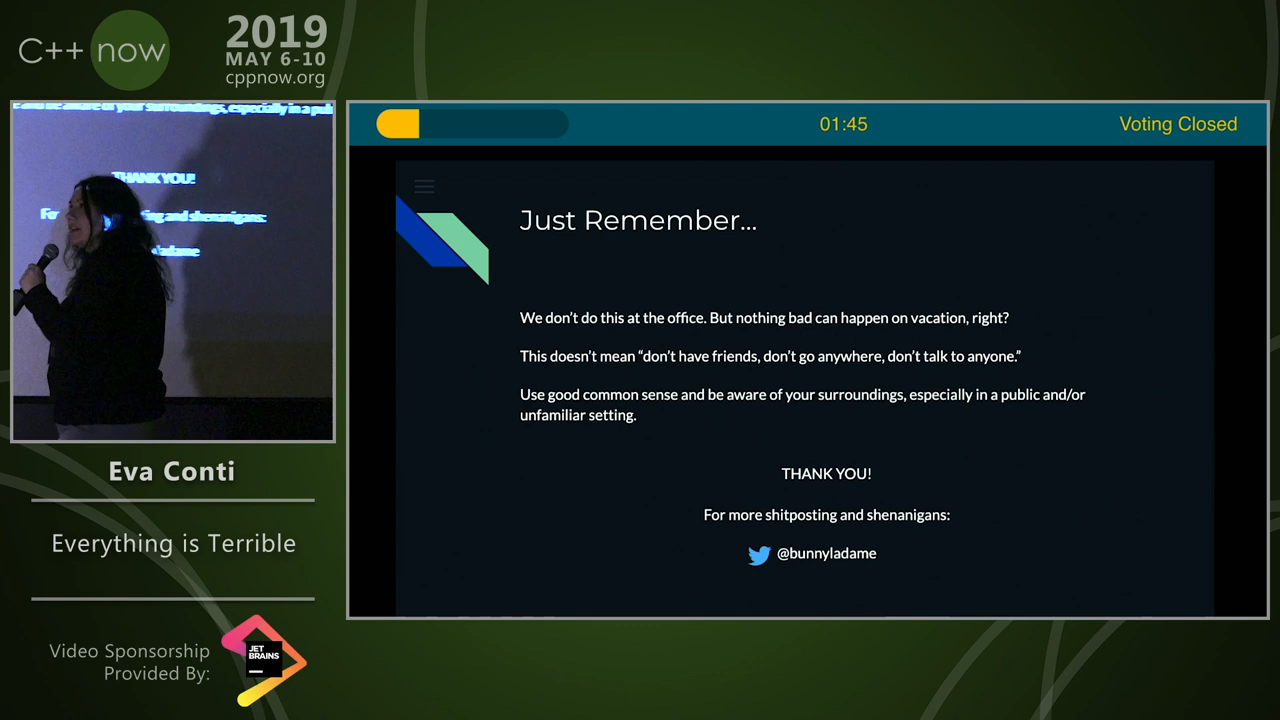 C++ now
2019
MAY 6-10
cppnow.org
THANK YOU!
Eva Conti
Everything is Terrible
Video Sponsorship
Provided By:
JET
BRAINS
01:45
Voting Closed
Just Remember...
We don't do this at the office. But nothing bad can happen on vacation, right?
This doesn't mean “don't have friends, don't go anywhere, don't talk to anyone.”
Use good common sense and be aware of your surroundings, especially in a public and/or
unfamiliar setting.
THANK YOU!
For more shitposting and shenanigans:
@bunnyladame